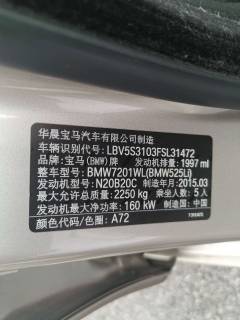 华晨宝马汽车有限公司制造
车辆识别代号: LBV5S3103FSL31472
品牌: 宝马(BMW)牌 发动机排量: 1997 ml
整车型号: BMW7201WL(BMW525Li)
发动机型号: N20B20C 制造年月: 2015.03
最大允许总质量: 2250 kg 乘坐人数: 5 人
发动机最大净功率: 160 kW 制造国: 中国
颜色代码/色圈: A72